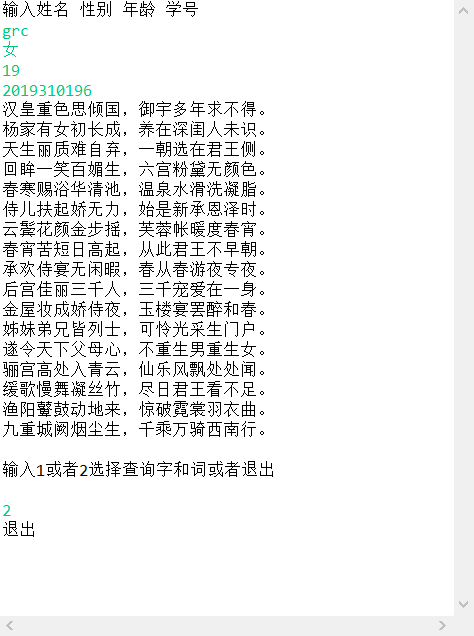 输入姓名 性别 年龄 学号
grc
女
19
2019310196
汉皇重色思倾国，御宇多年求不得。
杨家有女初长成，养在深闺人未识。
天生丽质难自弃，一朝选在君王侧。
回眸一笑百媚生，六宫粉黛无颜色。
春寒赐浴华清池，温泉水滑洗凝脂。
侍儿扶起娇无力，始是新承恩泽时。
云鬓花颜金步摇，芙蓉帐暖度春宵。
春宵苦短日高起，从此君王不早朝。
承欢侍宴无闲暇，春从春游夜专夜。
后宫佳丽三千人，三千宠爱在一身。
金屋妆成娇侍夜，玉楼宴罢醉和春。
姊妹弟兄皆列士，可怜光采生门户。
遂令天下父母心，不重生男重生女。
骊宫高处入青云，仙乐风飘处处闻。
缓歌慢舞凝丝竹，尽日君王看不足。
渔阳鼙鼓动地来，惊破霓裳羽衣曲。
九重城阙烟尘生，千乘万骑西南行。
输入1或者2选择查询字和词或者退出
2
退出